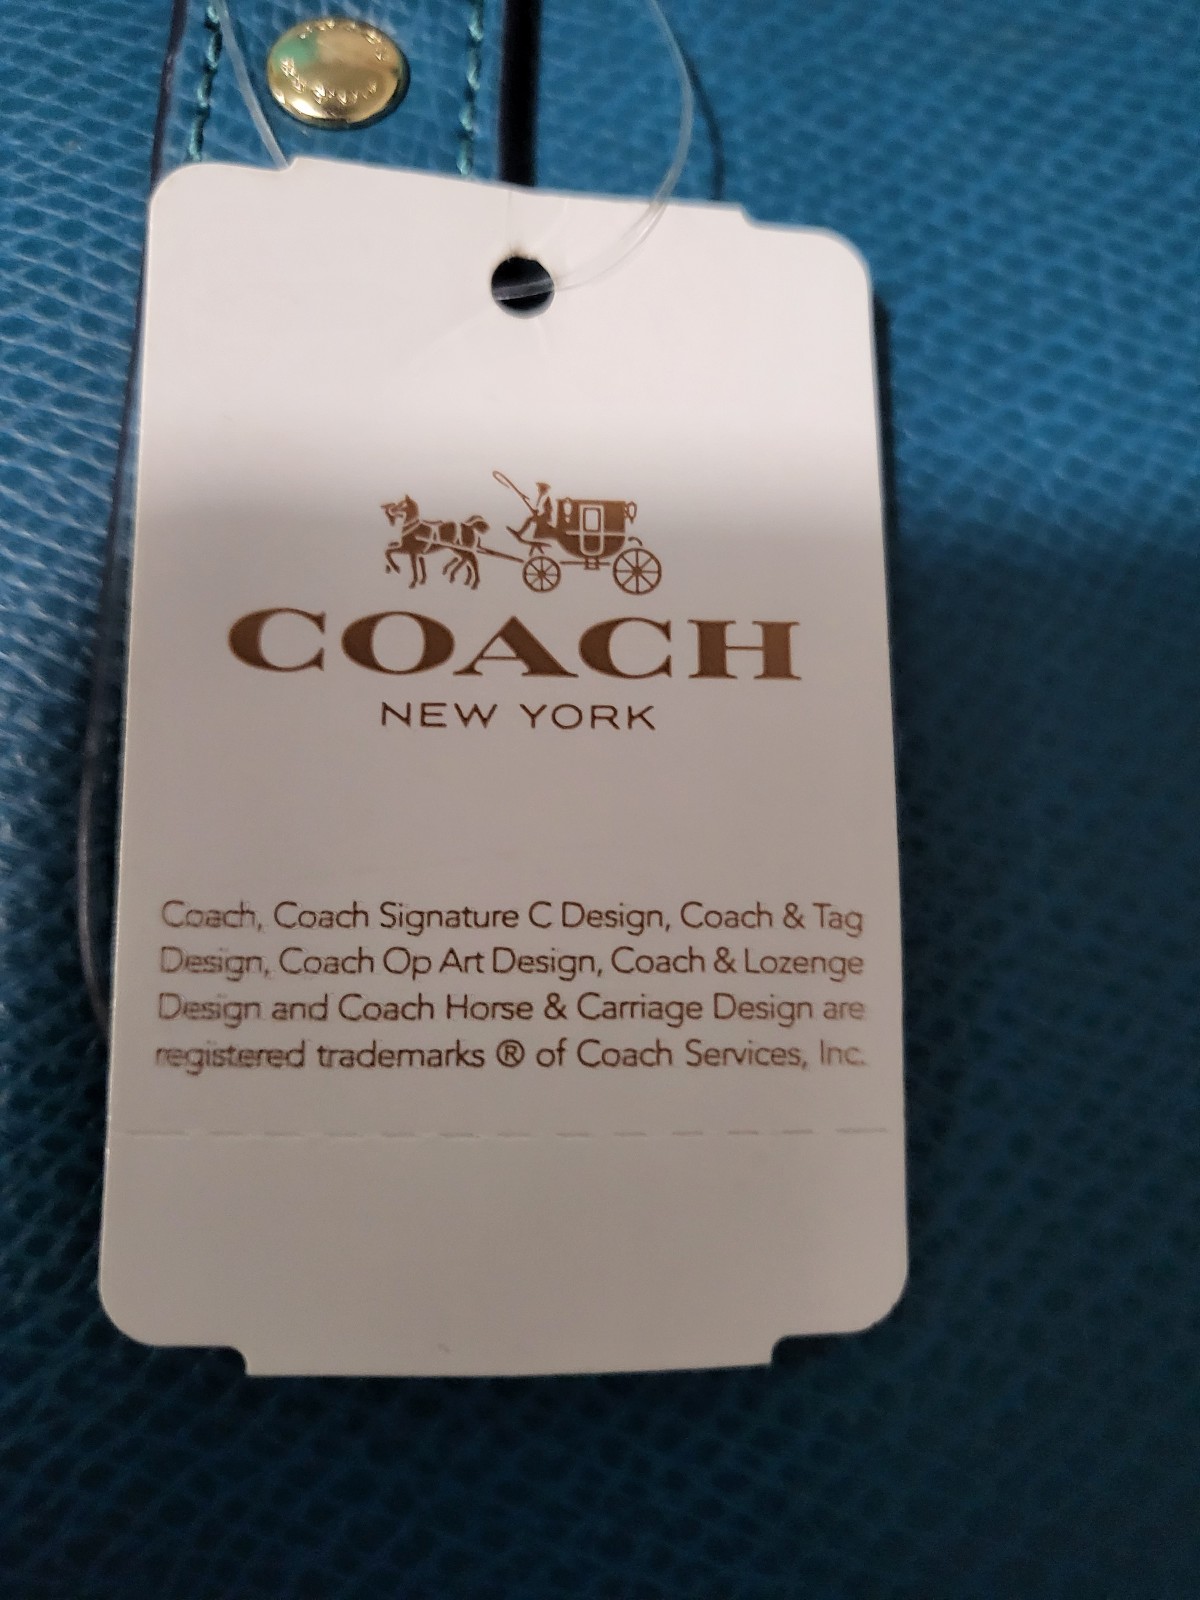 COACH
NEW YORK
Coach, Coach Signature C Design, Coach & Tag
Design, Coach Op Art Design, Coach & Lozenge
Design and Coach Horse & Carriage Design are
registered trademarks ® of Coach Services, Inc.